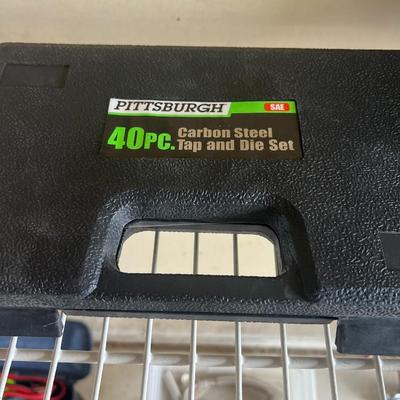 PITTSBURGH SAE
40PC. Carbon Steel
Tap and Die Set